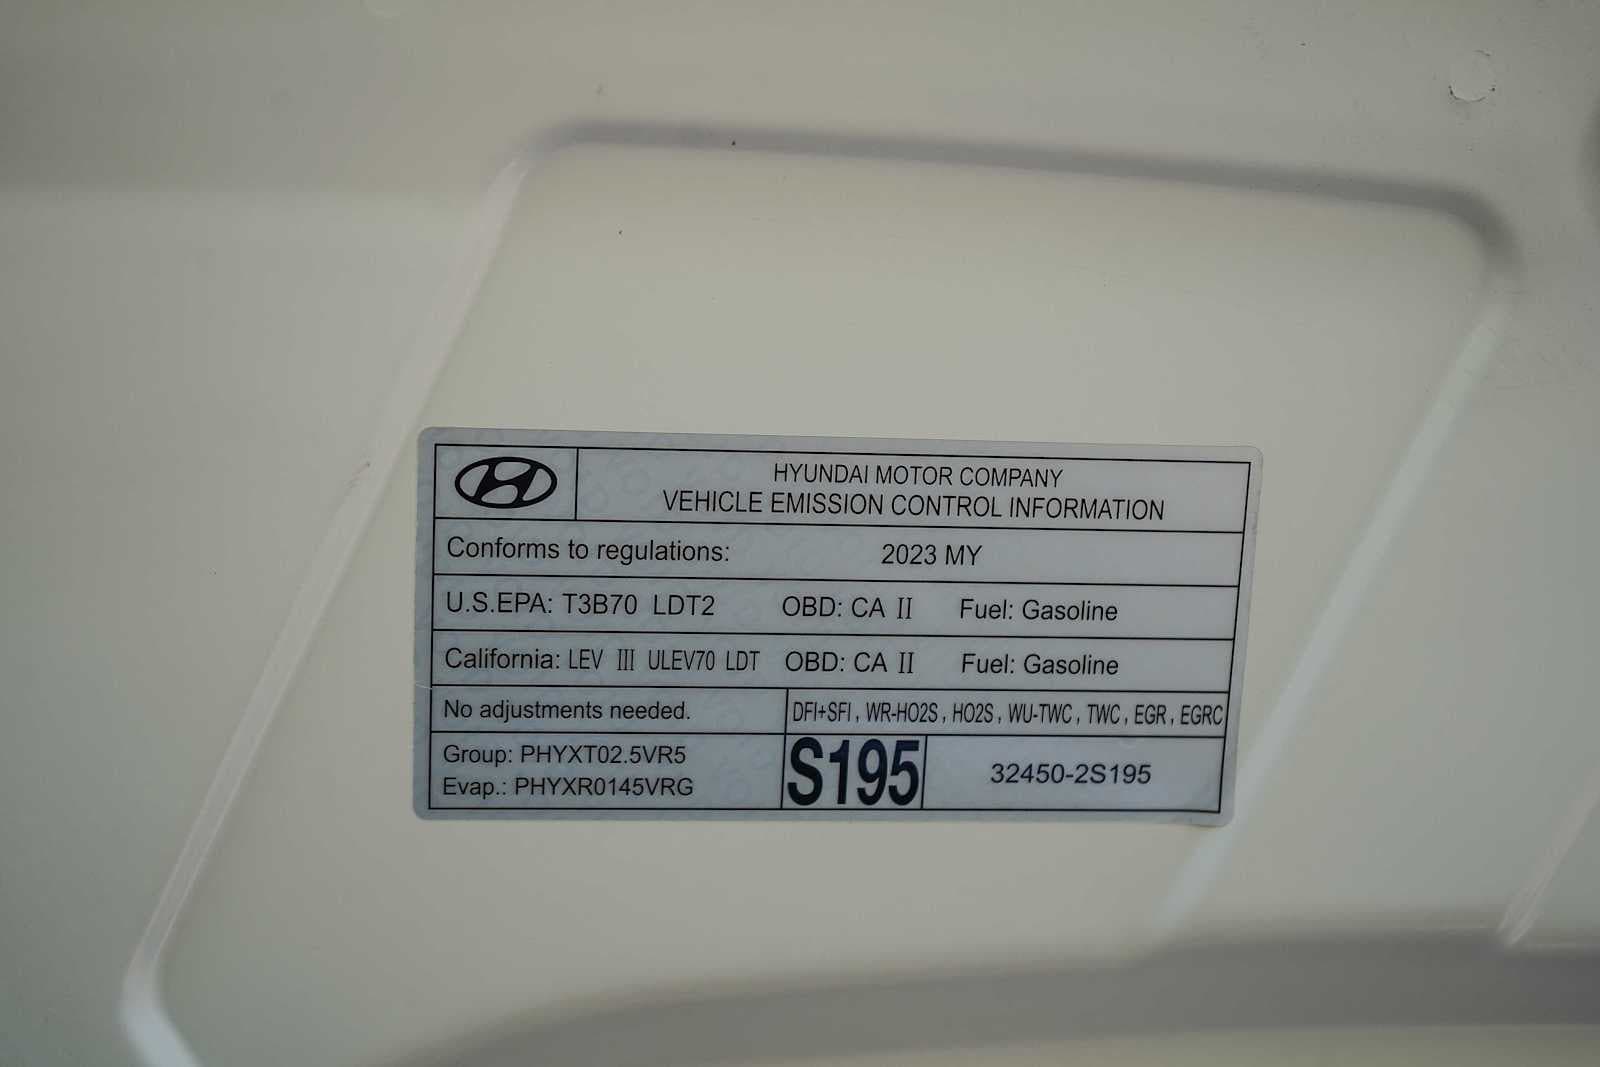 HYUNDAI MOTOR COMPANY
VEHICLE EMISSION CONTROL INFORMATION
Conforms to regulations: 2023 MY
U.S.EPA: T3B70 LDT2 OBD: CA II Fuel: Gasoline
California: LEV III ULEV70 LDT OBD: CA II Fuel: Gasoline
No adjustments needed. DFI+SFI , WR-HO2S , HO2S , WU-TWC , TWC , EGR , EGRC
Group: PHYXT02.5VR5
Evap.: PHYXR0145VRG
S195 32450-2S195